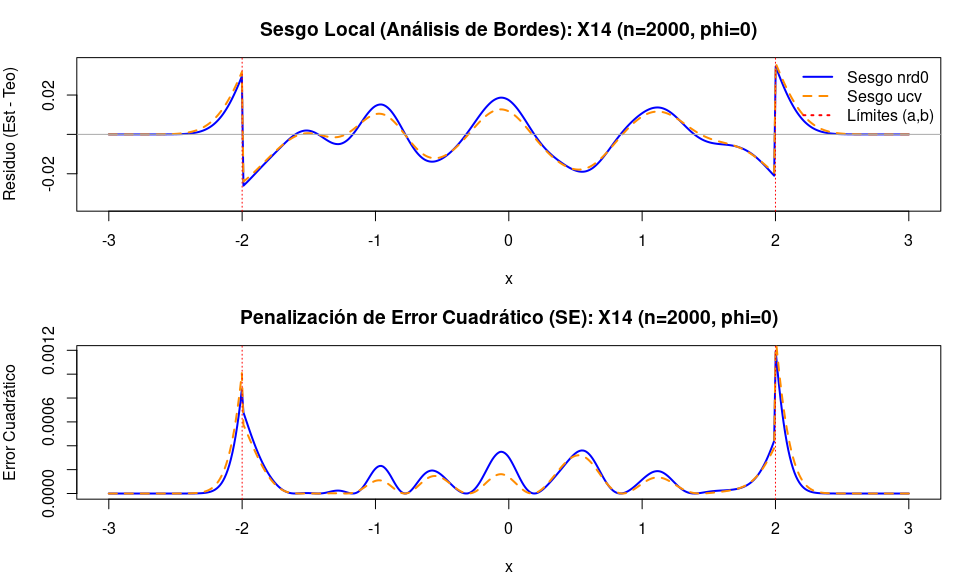 Sesgo Local (Análisis de Bordes): X14 (n=2000, phi=0)
Residuo (Est - Teo)
0.02
-0.02
Sesgo nrd0
Sesgo ucv
Límites (a,b)
-3 -2 -1 0 1 2 3
x
Penalización de Error Cuadrático (SE): X14 (n=2000, phi=0)
Error Cuadrático
0.0012
0.0006
0.0000
-3 -2 -1 0 1 2 3
x